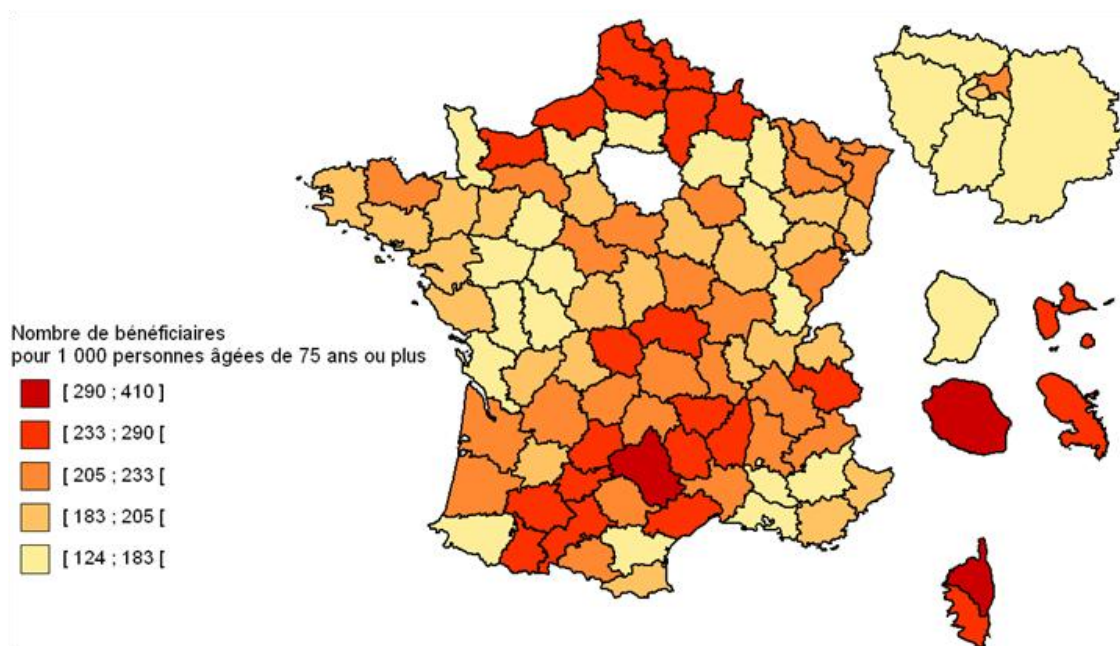 Nombre de bénéficiaires
pour 1 000 personnes âgées de 75 ans ou plus
[ 290 ; 410 ]
[ 233 ; 290 [
[ 205 ; 233 [
[ 183 ; 205 [
[ 124 ; 183 [